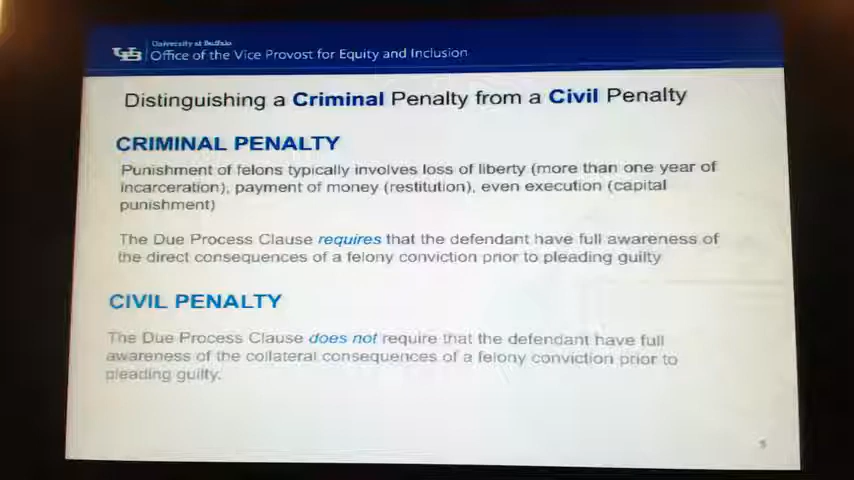 University at Buffalo
UB Office of the Vice Provost for Equity and Inclusion
Distinguishing a Criminal Penalty from a Civil Penalty
CRIMINAL PENALTY
Punishment of felons typically involves loss of liberty (more than one year of
incarceration), payment of money (restitution), even execution (capital
punishment)
The Due Process Clause requires that the defendant have full awareness of
the direct consequences of a felony conviction prior to pleading guilty
CIVIL PENALTY
The Due Process Clause does not require that the defendant have full
awareness of the collateral consequences of a felony conviction prior to
pleading guilty.